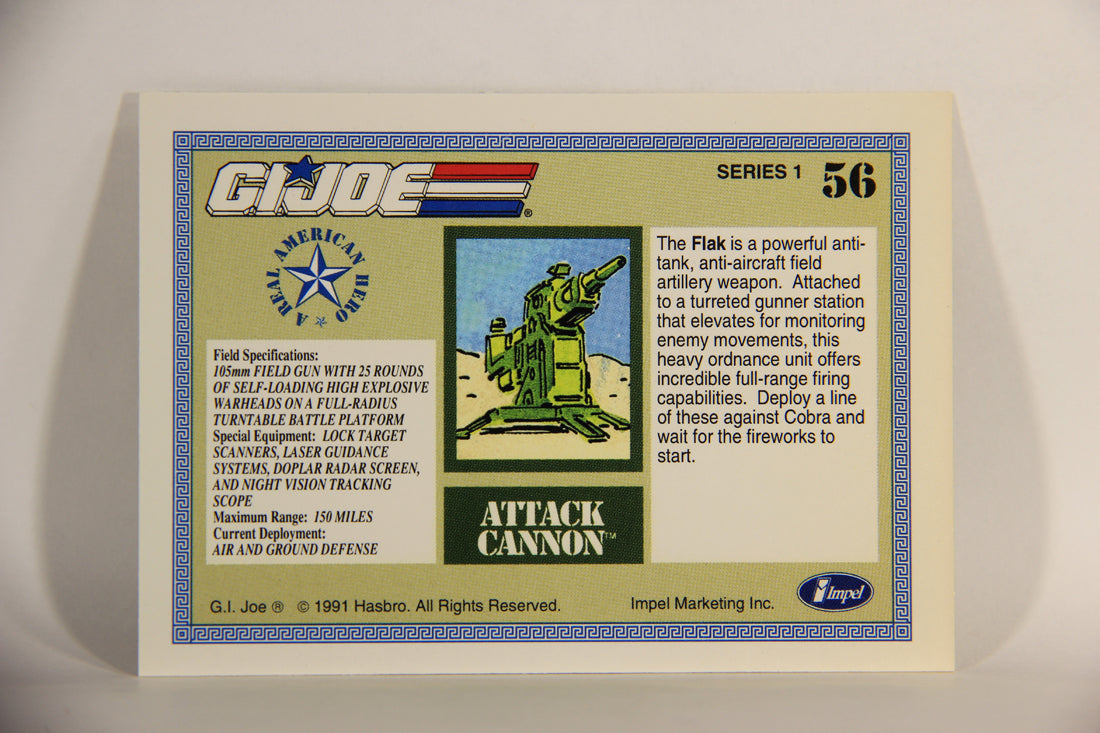 G.I.JOE®
SERIES 1 56
A REAL AMERICAN HERO
Field Specifications:
105mm FIELD GUN WITH 25 ROUNDS
OF SELF-LOADING HIGH EXPLOSIVE
WARHEADS ON A FULL-RADIUS
TURNTABLE BATTLE PLATFORM
Special Equipment: LOCK TARGET
SCANNERS, LASER GUIDANCE
SYSTEMS, DOPLAR RADAR SCREEN,
AND NIGHT VISION TRACKING
SCOPE
Maximum Range: 150 MILES
Current Deployment:
AIR AND GROUND DEFENSE
ATTACK
CANNON™
The Flak is a powerful anti-
tank, anti-aircraft field
artillery weapon. Attached
to a turreted gunner station
that elevates for monitoring
enemy movements, this
heavy ordnance unit offers
incredible full-range firing
capabilities. Deploy a line
of these against Cobra and
wait for the fireworks to
start.
G.I. Joe ® © 1991 Hasbro. All Rights Reserved.
Impel Marketing Inc.
Impel